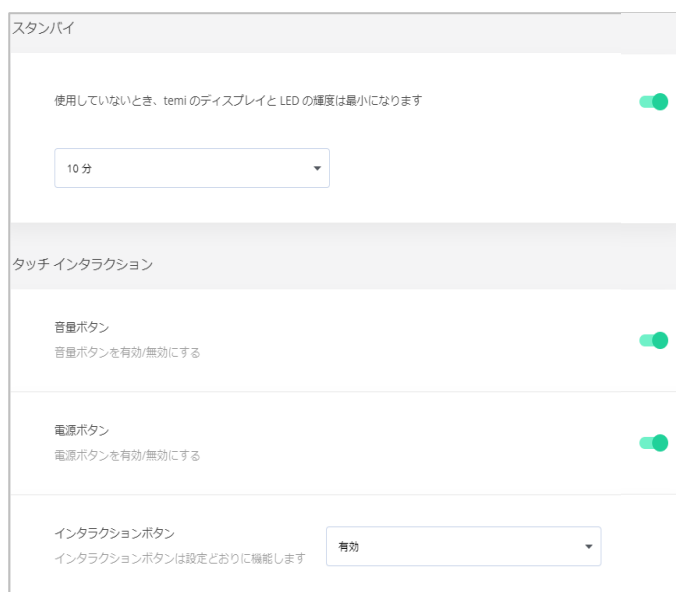 スタンバイ
使用していないとき、temi のディスプレイと LED の輝度は最小になります
10 分
タッチ インタラクション
音量ボタン
音量ボタンを有効/無効にする
電源ボタン
電源ボタンを有効/無効にする
インタラクションボタン
インタラクションボタンは設定どおりに機能します
有効